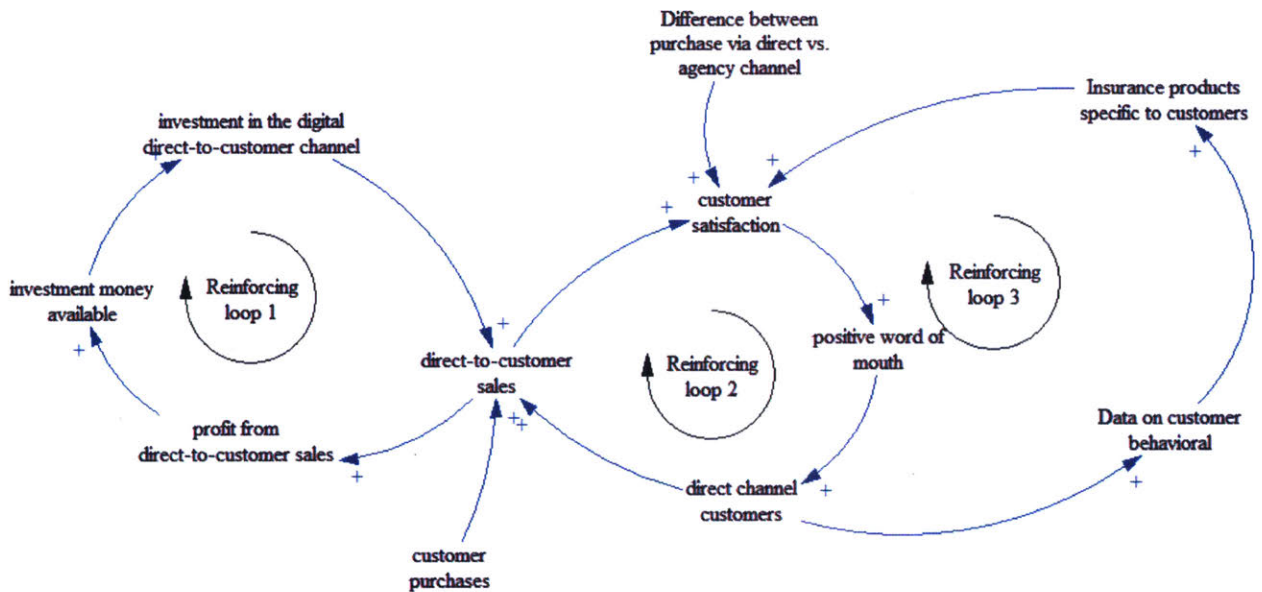 Difference between
purchase via direct vs.
agency channel
Insurance products
specific to customers
investment in the digital
direct-to-customer channel
+
+
+
+
+
customer
satisfaction
Reinforcing
loop 1
Reinforcing
loop 3
investment money
available
+
+
+
positive word of
mouth
direct-to-customer
sales
Reinforcing
loop 2
profit from
direct-to-customer sales
+
+
+
Data on customer
behavioral
+
+
direct channel
customers
customer
purchases